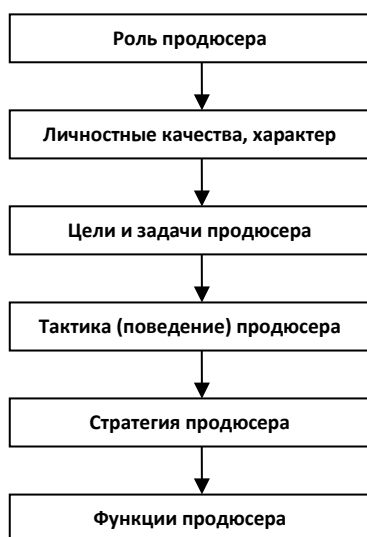 Роль продюсера
Личностные качества, характер
Цели и задачи продюсера
Тактика (поведение) продюсера
Стратегия продюсера
Функции продюсера